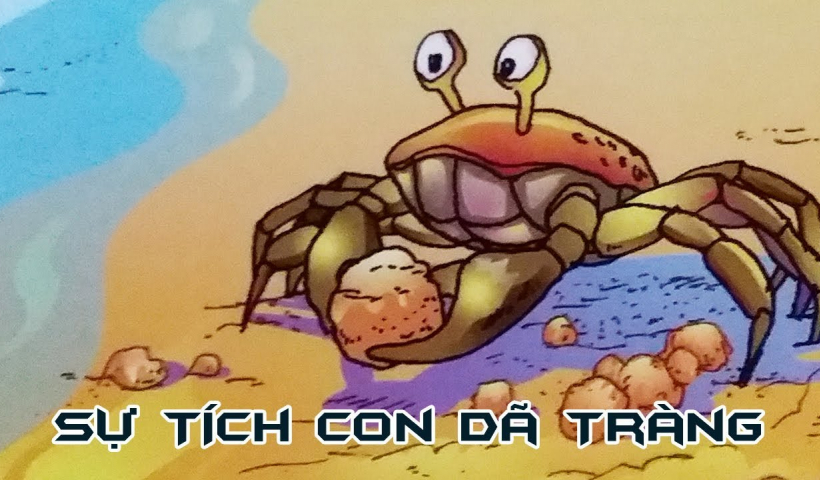 SỰ TÍCH CON DÃ TRÀNG